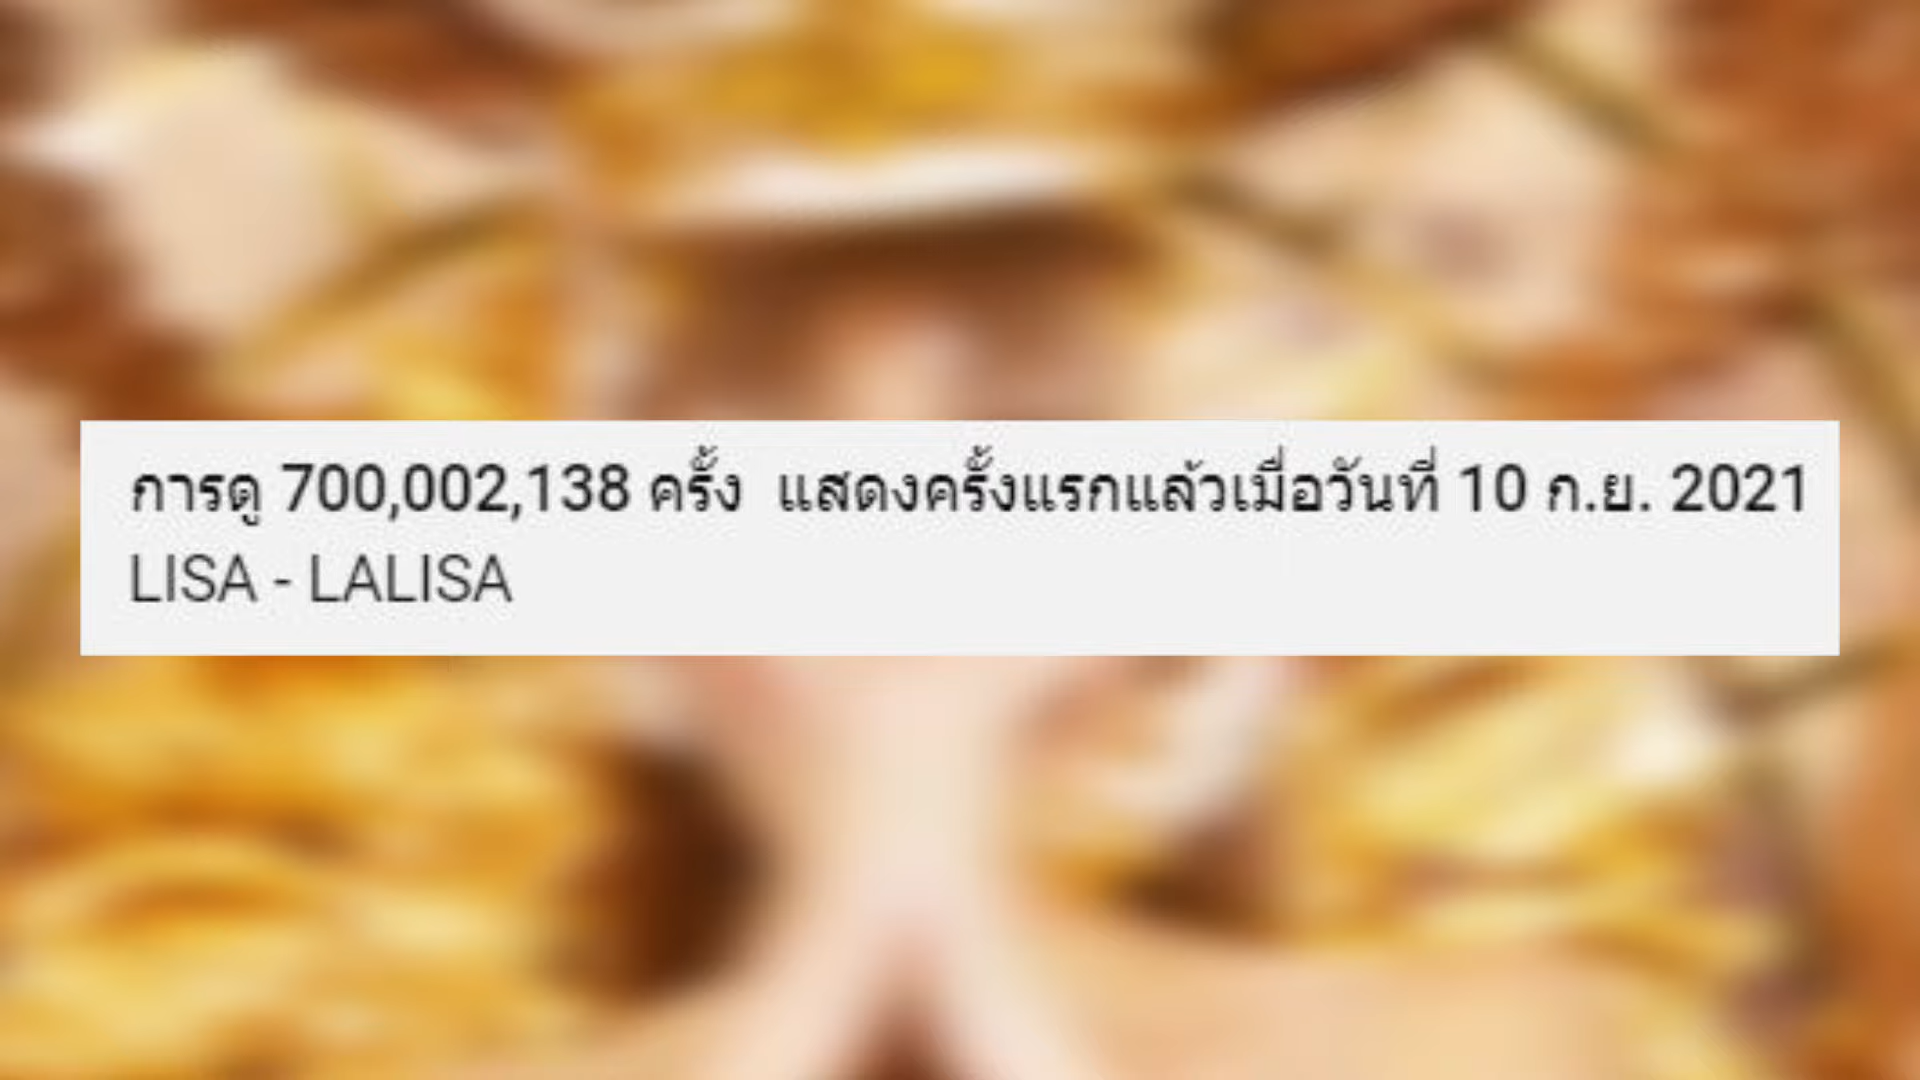 การดู 700,002,138 ครั้ง แสดงครั้งแรกแล้วเมื่อวันที่ 10 ก.ย. 2021
LISA - LALISA